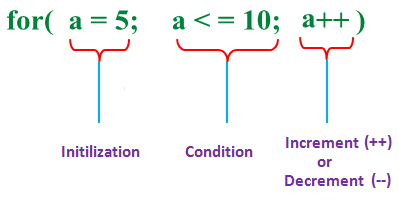 for( a = 5; a < = 10; a++ )
Initilization
Condition
Increment (++)
or
Decrement (--)